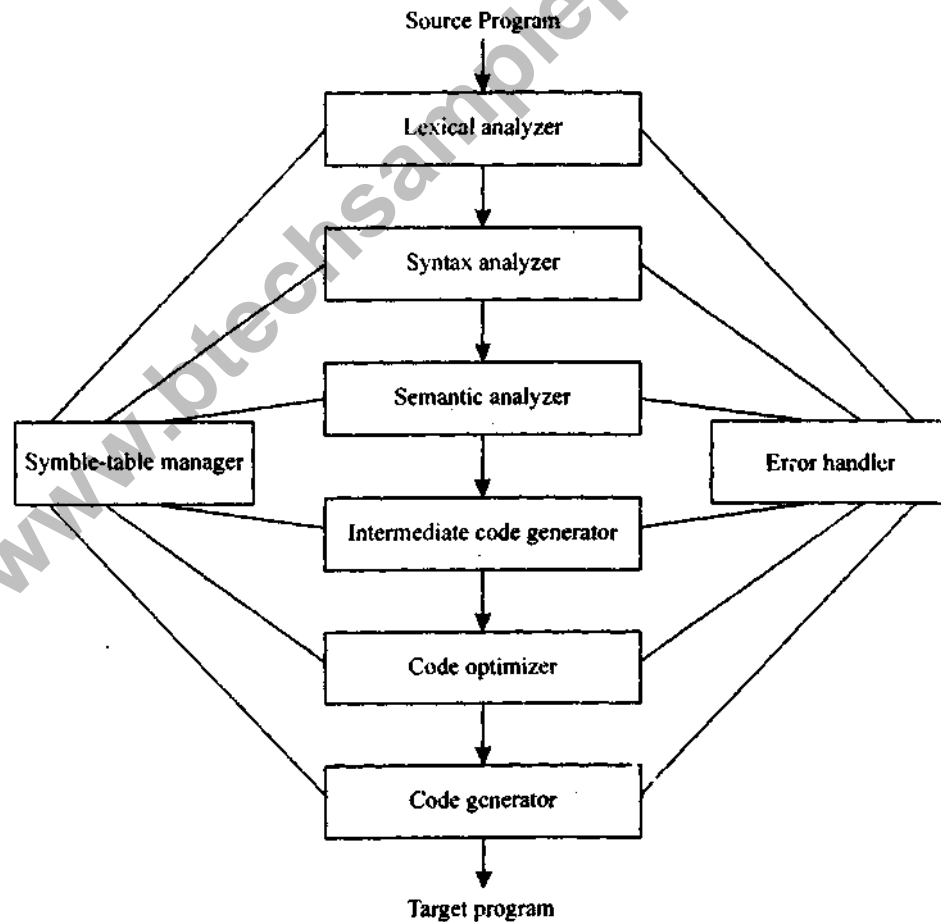 Source Program
Lexical analyzer
Syntax analyzer
Semantic analyzer
Symble-table manager
Error handler
Intermediate code generator
Code optimizer
Code generator
Target program
www.btechsample